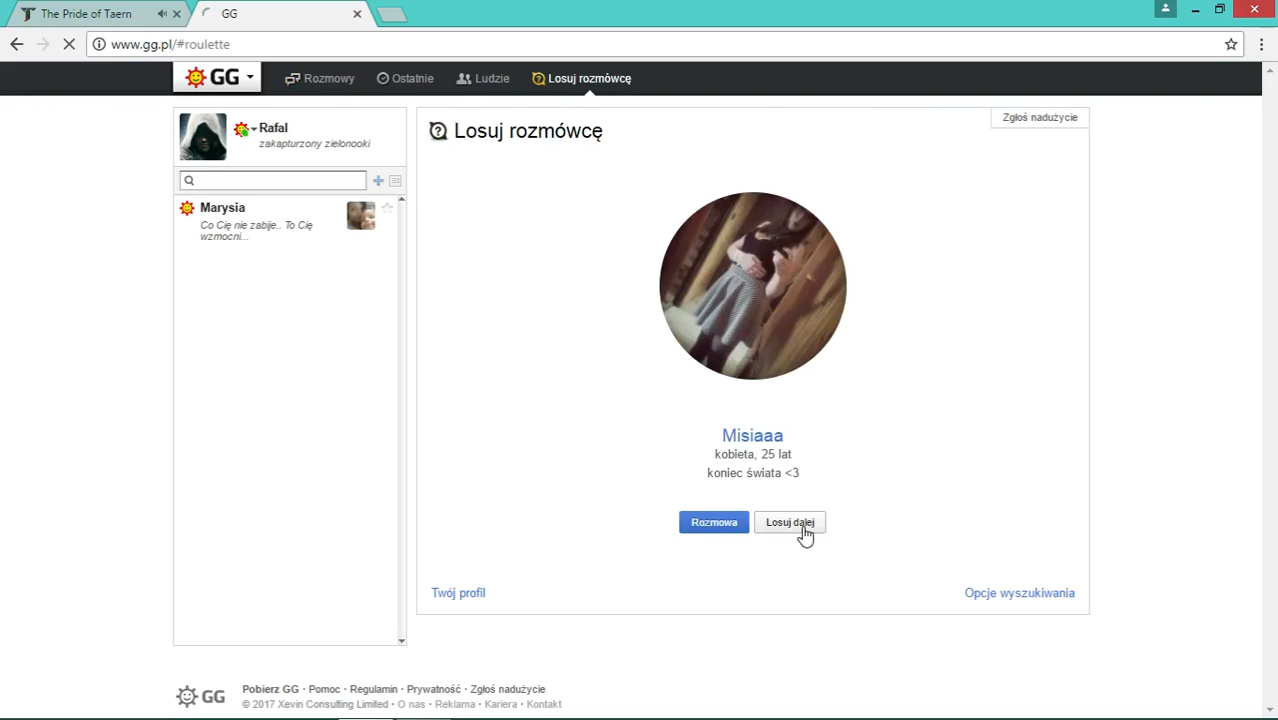 The Pride of Taern
GG
www.gg.pl/#roulette
GG
Rozmowy
Ostatnie
Ludzie
Losuj rozmówcę
Rafal
zakapturzony zielonooki
Marysia
Co Cię nie zabije.. To Cię
wzmocni...
Zgłoś nadużycie
Losuj rozmówcę
Misiaaa
kobieta, 25 lat
koniec świata <3
Rozmowa
Losuj dalej
Twój profil
Opcje wyszukiwania
GG
Pobierz GG · Pomoc · Regulamin · Prywatność · Zgłoś nadużycie
© 2017 Xevin Consulting Limited · O nas · Reklama · Kariera · Kontakt